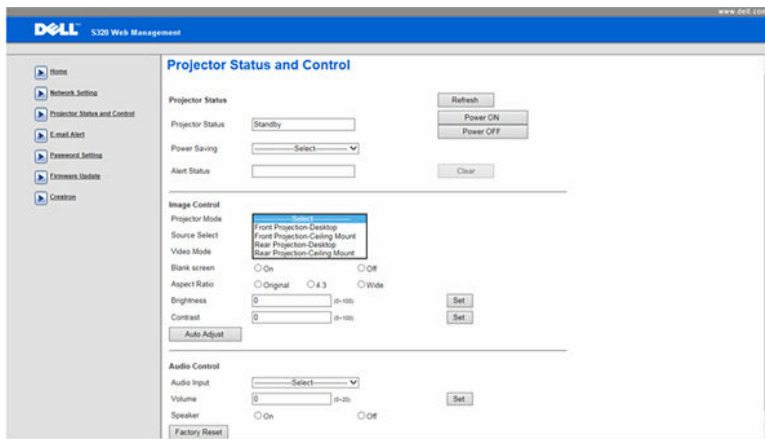 www.dell.com
DELL S320 Web Management
Home
Network Setting
Projector Status and Control
E-mail Alert
Password Setting
Firmware Update
Crestron
Projector Status and Control
Projector Status Refresh
Power ON
Projector Status Standby
Power OFF
Power Saving ---Select---
Alert Status Clear
Image Control
Projector Mode ---Select---
Front Projection-Desktop
Source Select Front Projection-Ceiling Mount
Rear Projection-Desktop
Video Mode Rear Projection-Ceiling Mount
Blank screen On Off
Aspect Ratio Original 4:3 Wide
Brightness 0 (0~100) Set
Contrast 0 (0~100) Set
Auto Adjust
Audio Control
Audio Input ---Select---
Volume 0 (0~20) Set
Speaker On Off
Factory Reset